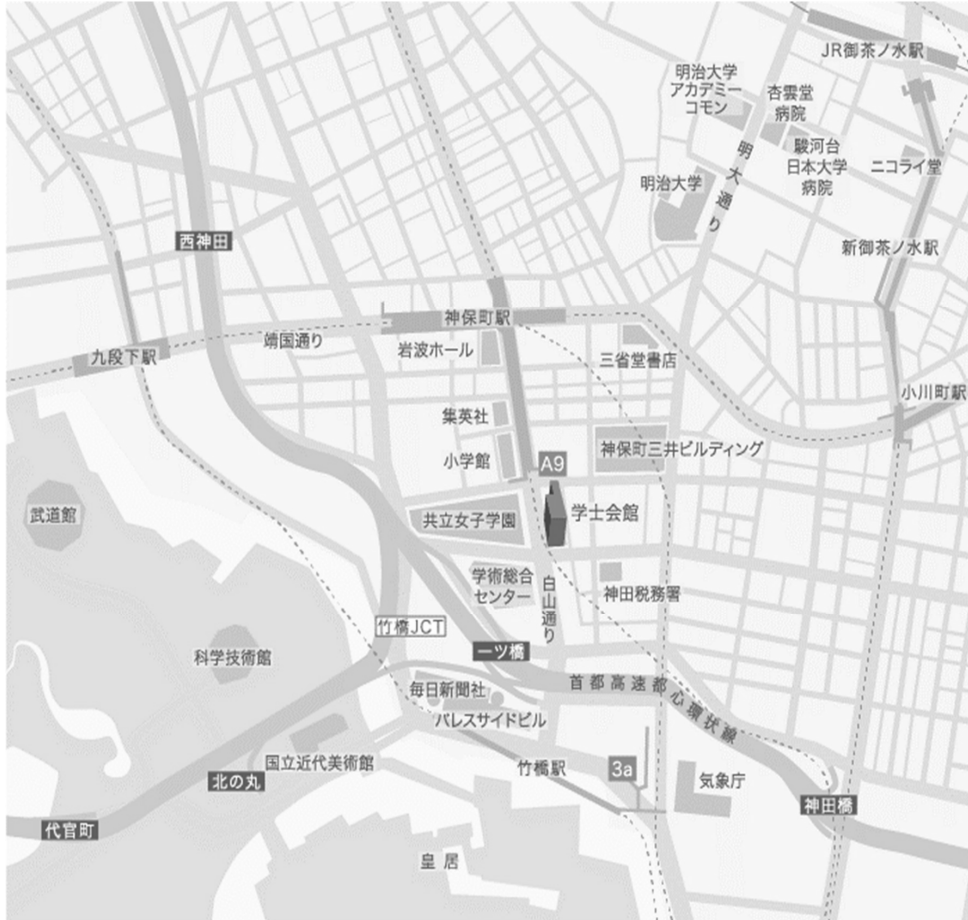 JR御茶ノ水駅
明治大学
アカデミー
コモン
杏雲堂
病院
駿河台
日本大学
病院
ニコライ堂
明大通り
明治大学
西神田
新御茶ノ水駅
神保町駅
靖国通り
岩波ホール
九段下駅
三省堂書店
小川町駅
集英社
小学館
神保町三井ビルディング
A9
武道館
共立女子学園
学士会館
学術総合
センター
白山通り
神田税務署
竹橋JCT
一ツ橋
科学技術館
毎日新聞社
パレスサイドビル
首都高速都心環状線
国立近代美術館
竹橋駅
3a
気象庁
北の丸
神田橋
代官町
皇居